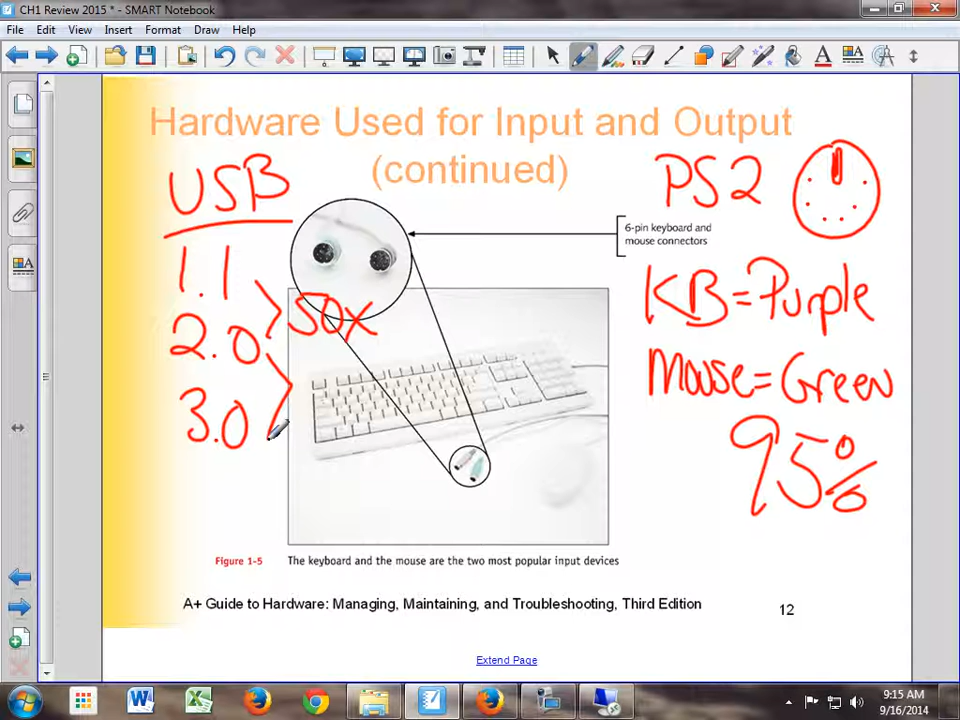 CH1 Review 2015 * - SMART Notebook
File Edit View Insert Format Draw Help
Hardware Used for Input and Output
(continued)
USB
1.1
2.0
3.0
50x
PS2
6-pin keyboard and
mouse connectors
KB=Purple
Mouse=Green
95%
Figure 1-5 The keyboard and the mouse are the two most popular input devices
A+ Guide to Hardware: Managing, Maintaining, and Troubleshooting, Third Edition
12
Extend Page
9:15 AM
9/16/2014